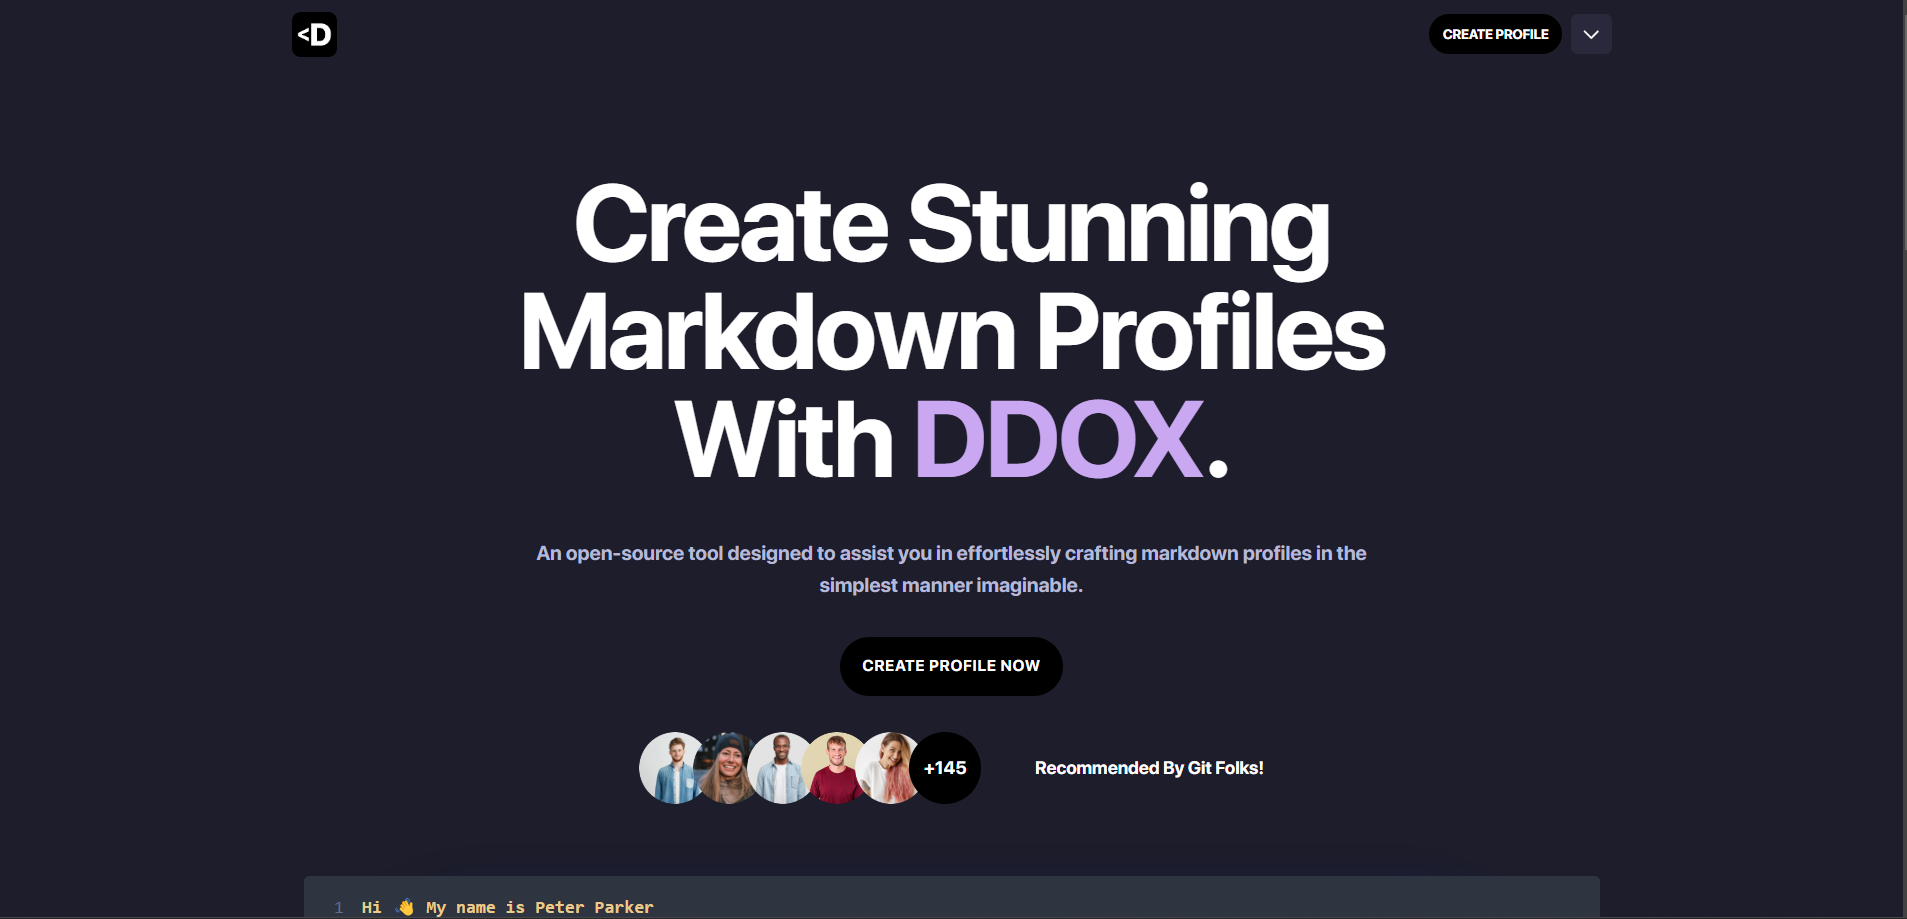 <D
CREATE PROFILE
Create Stunning
Markdown Profiles
With DDOX.
An open-source tool designed to assist you in effortlessly crafting markdown profiles in the
simplest manner imaginable.
CREATE PROFILE NOW
+145
Recommended By Git Folks!
1 Hi 👋 My name is Peter Parker